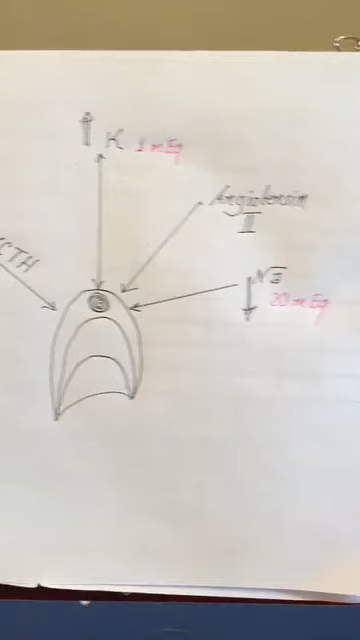 ↑ K 1 mEq
Angiotensin
II
CTH
↓ Na
20 mEq
G